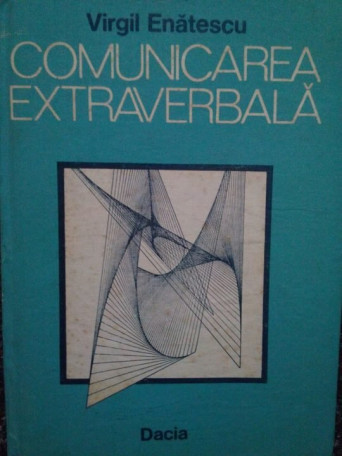 Virgil Enătescu
COMUNICAREA
EXTRAVERBALĂ
Dacia